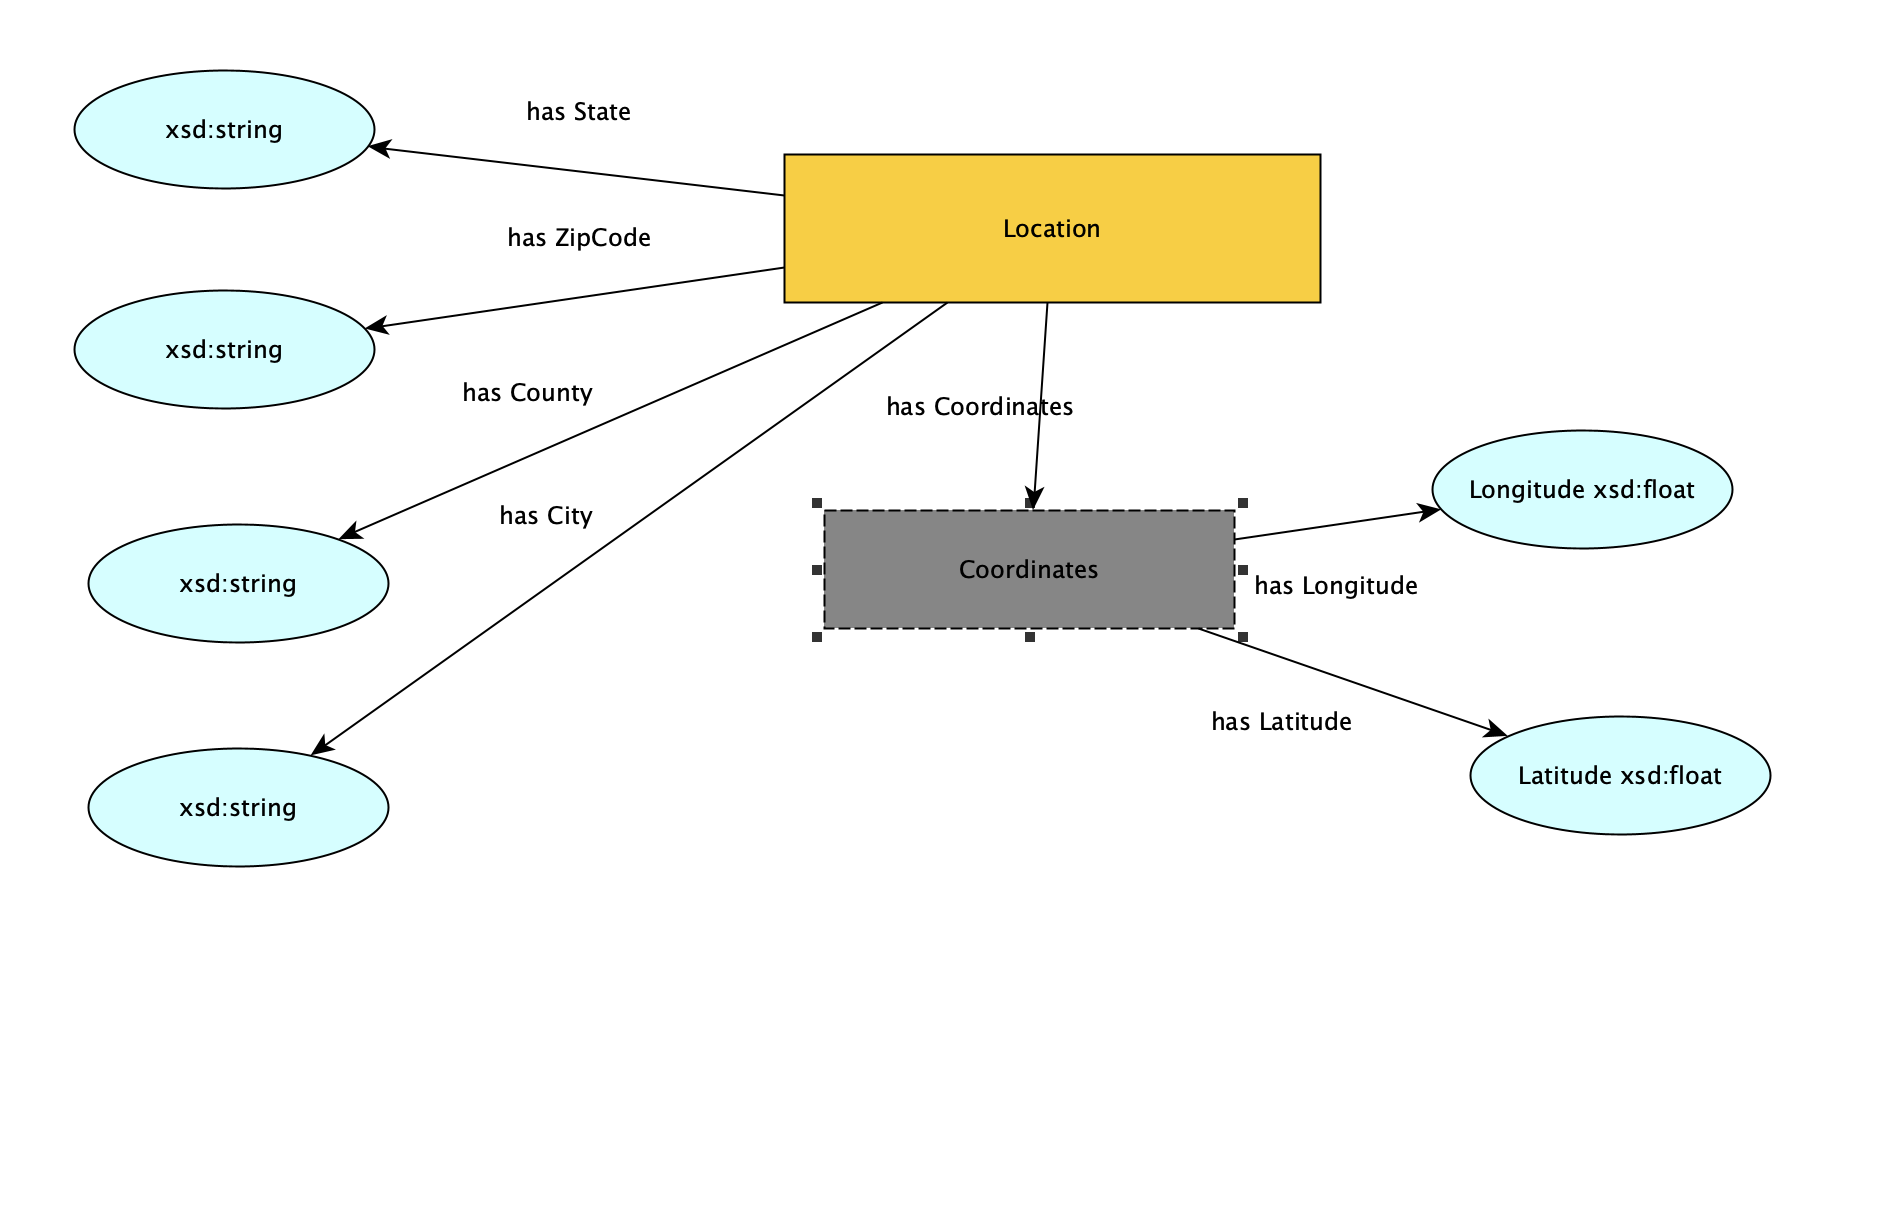 has State
xsd:string
Location
has ZipCode
xsd:string
has County
has Coordinates
Longitude xsd:float
has City
Coordinates
xsd:string
has Longitude
has Latitude
Latitude xsd:float
xsd:string